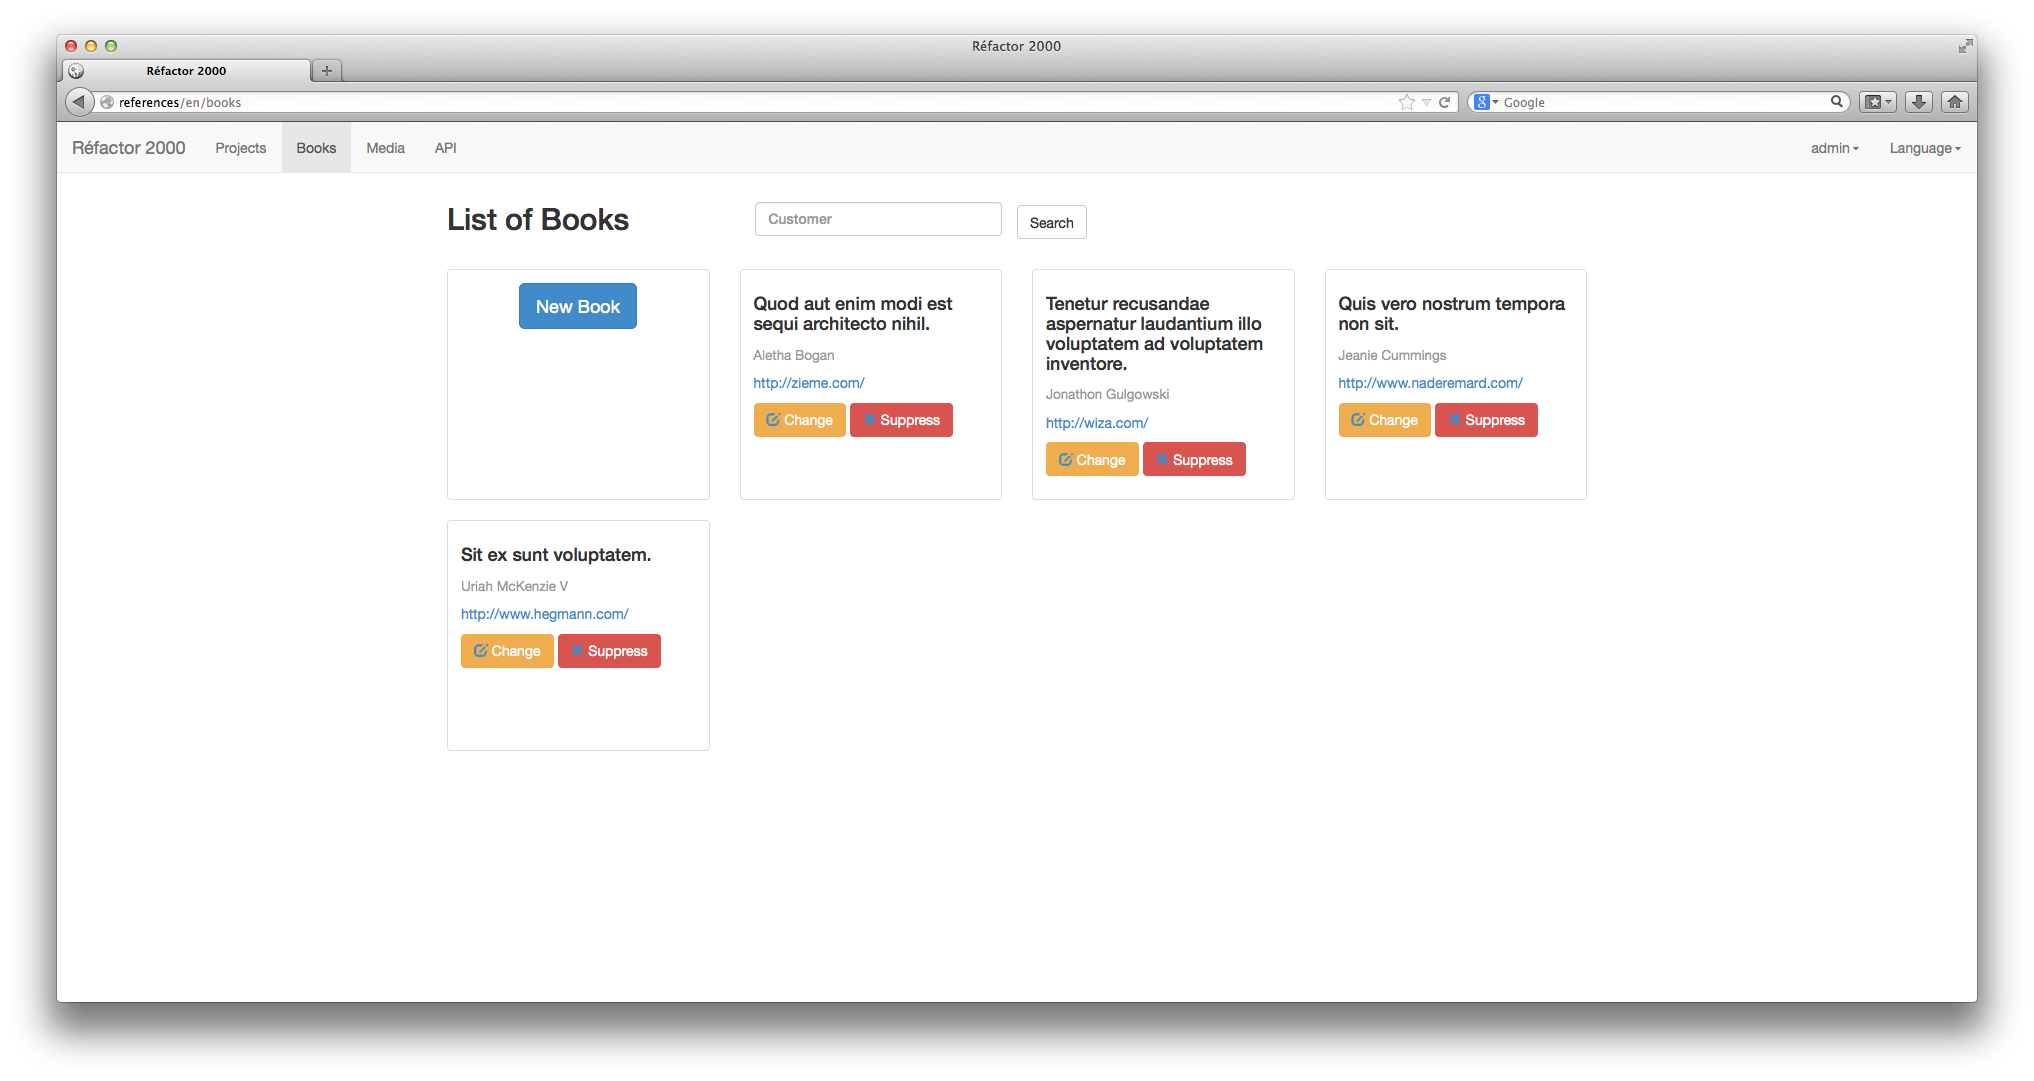 Réfactor 2000
Réfactor 2000
references/en/books
Google
Réfactor 2000 Projects Books Media API admin Language
List of Books
Customer
Search
New Book
Quod aut enim modi est
sequi architecto nihil.
Aletha Bogan
http://zieme.com/
Change Suppress
Tenetur recusandae
aspernatur laudantium illo
voluptatem ad voluptatem
inventore.
Jonathon Gulgowski
http://wiza.com/
Change Suppress
Quis vero nostrum tempora
non sit.
Jeanie Cummings
http://www.naderemard.com/
Change Suppress
Sit ex sunt voluptatem.
Uriah McKenzie V
http://www.hegmann.com/
Change Suppress